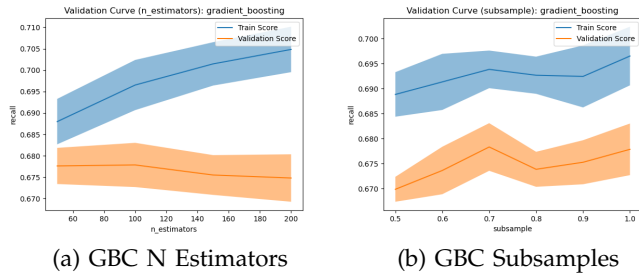 Validation Curve (n_estimators): gradient_boosting
Train Score
Validation Score
0.710
0.705
0.700
0.695
0.690
0.685
0.680
0.675
0.670
recall
60
80
100
120
140
160
180
200
n_estimators
(a) GBC N Estimators
Validation Curve (subsample): gradient_boosting
Train Score
Validation Score
0.700
0.695
0.690
0.685
0.680
0.675
0.670
recall
0.5
0.6
0.7
0.8
0.9
1.0
subsample
(b) GBC Subsamples